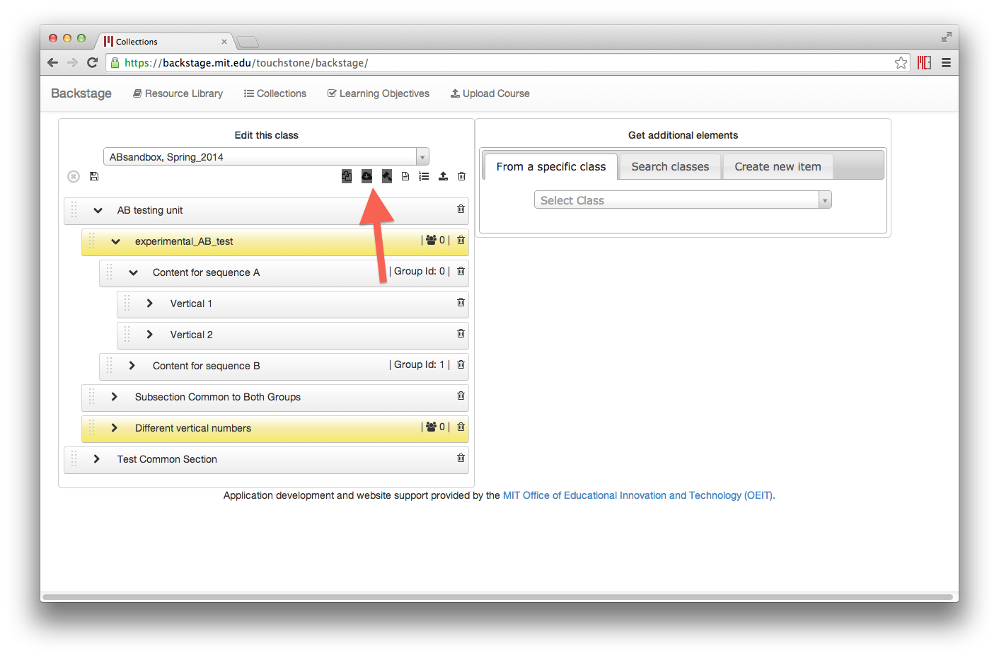 Collections
https://backstage.mit.edu/touchstone/backstage/
Backstage Resource Library Collections Learning Objectives Upload Course
Edit this class
ABsandbox, Spring_2014
AB testing unit
experimental_AB_test | 0 |
Content for sequence A | Group Id: 0 |
Vertical 1
Vertical 2
Content for sequence B | Group Id: 1 |
Subsection Common to Both Groups
Different vertical numbers | 0 |
Test Common Section
Get additional elements
From a specific class Search classes Create new item
Select Class
Application development and website support provided by the MIT Office of Educational Innovation and Technology (OEIT).